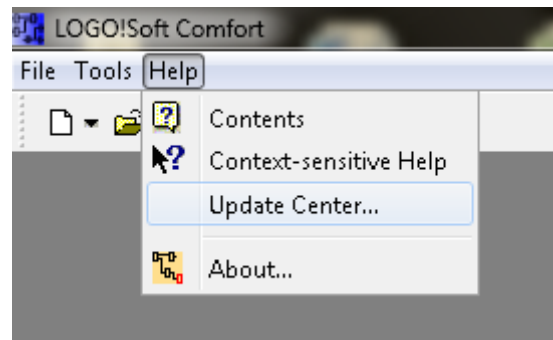 LOGO!Soft Comfort
File Tools Help
Contents
Context-sensitive Help
Update Center...
About...